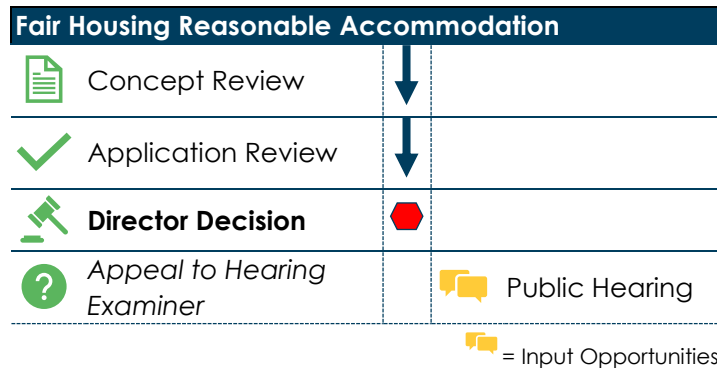 Fair Housing Reasonable Accommodation
Concept Review
Application Review
Director Decision
Appeal to Hearing
Examiner
Public Hearing
= Input Opportunities